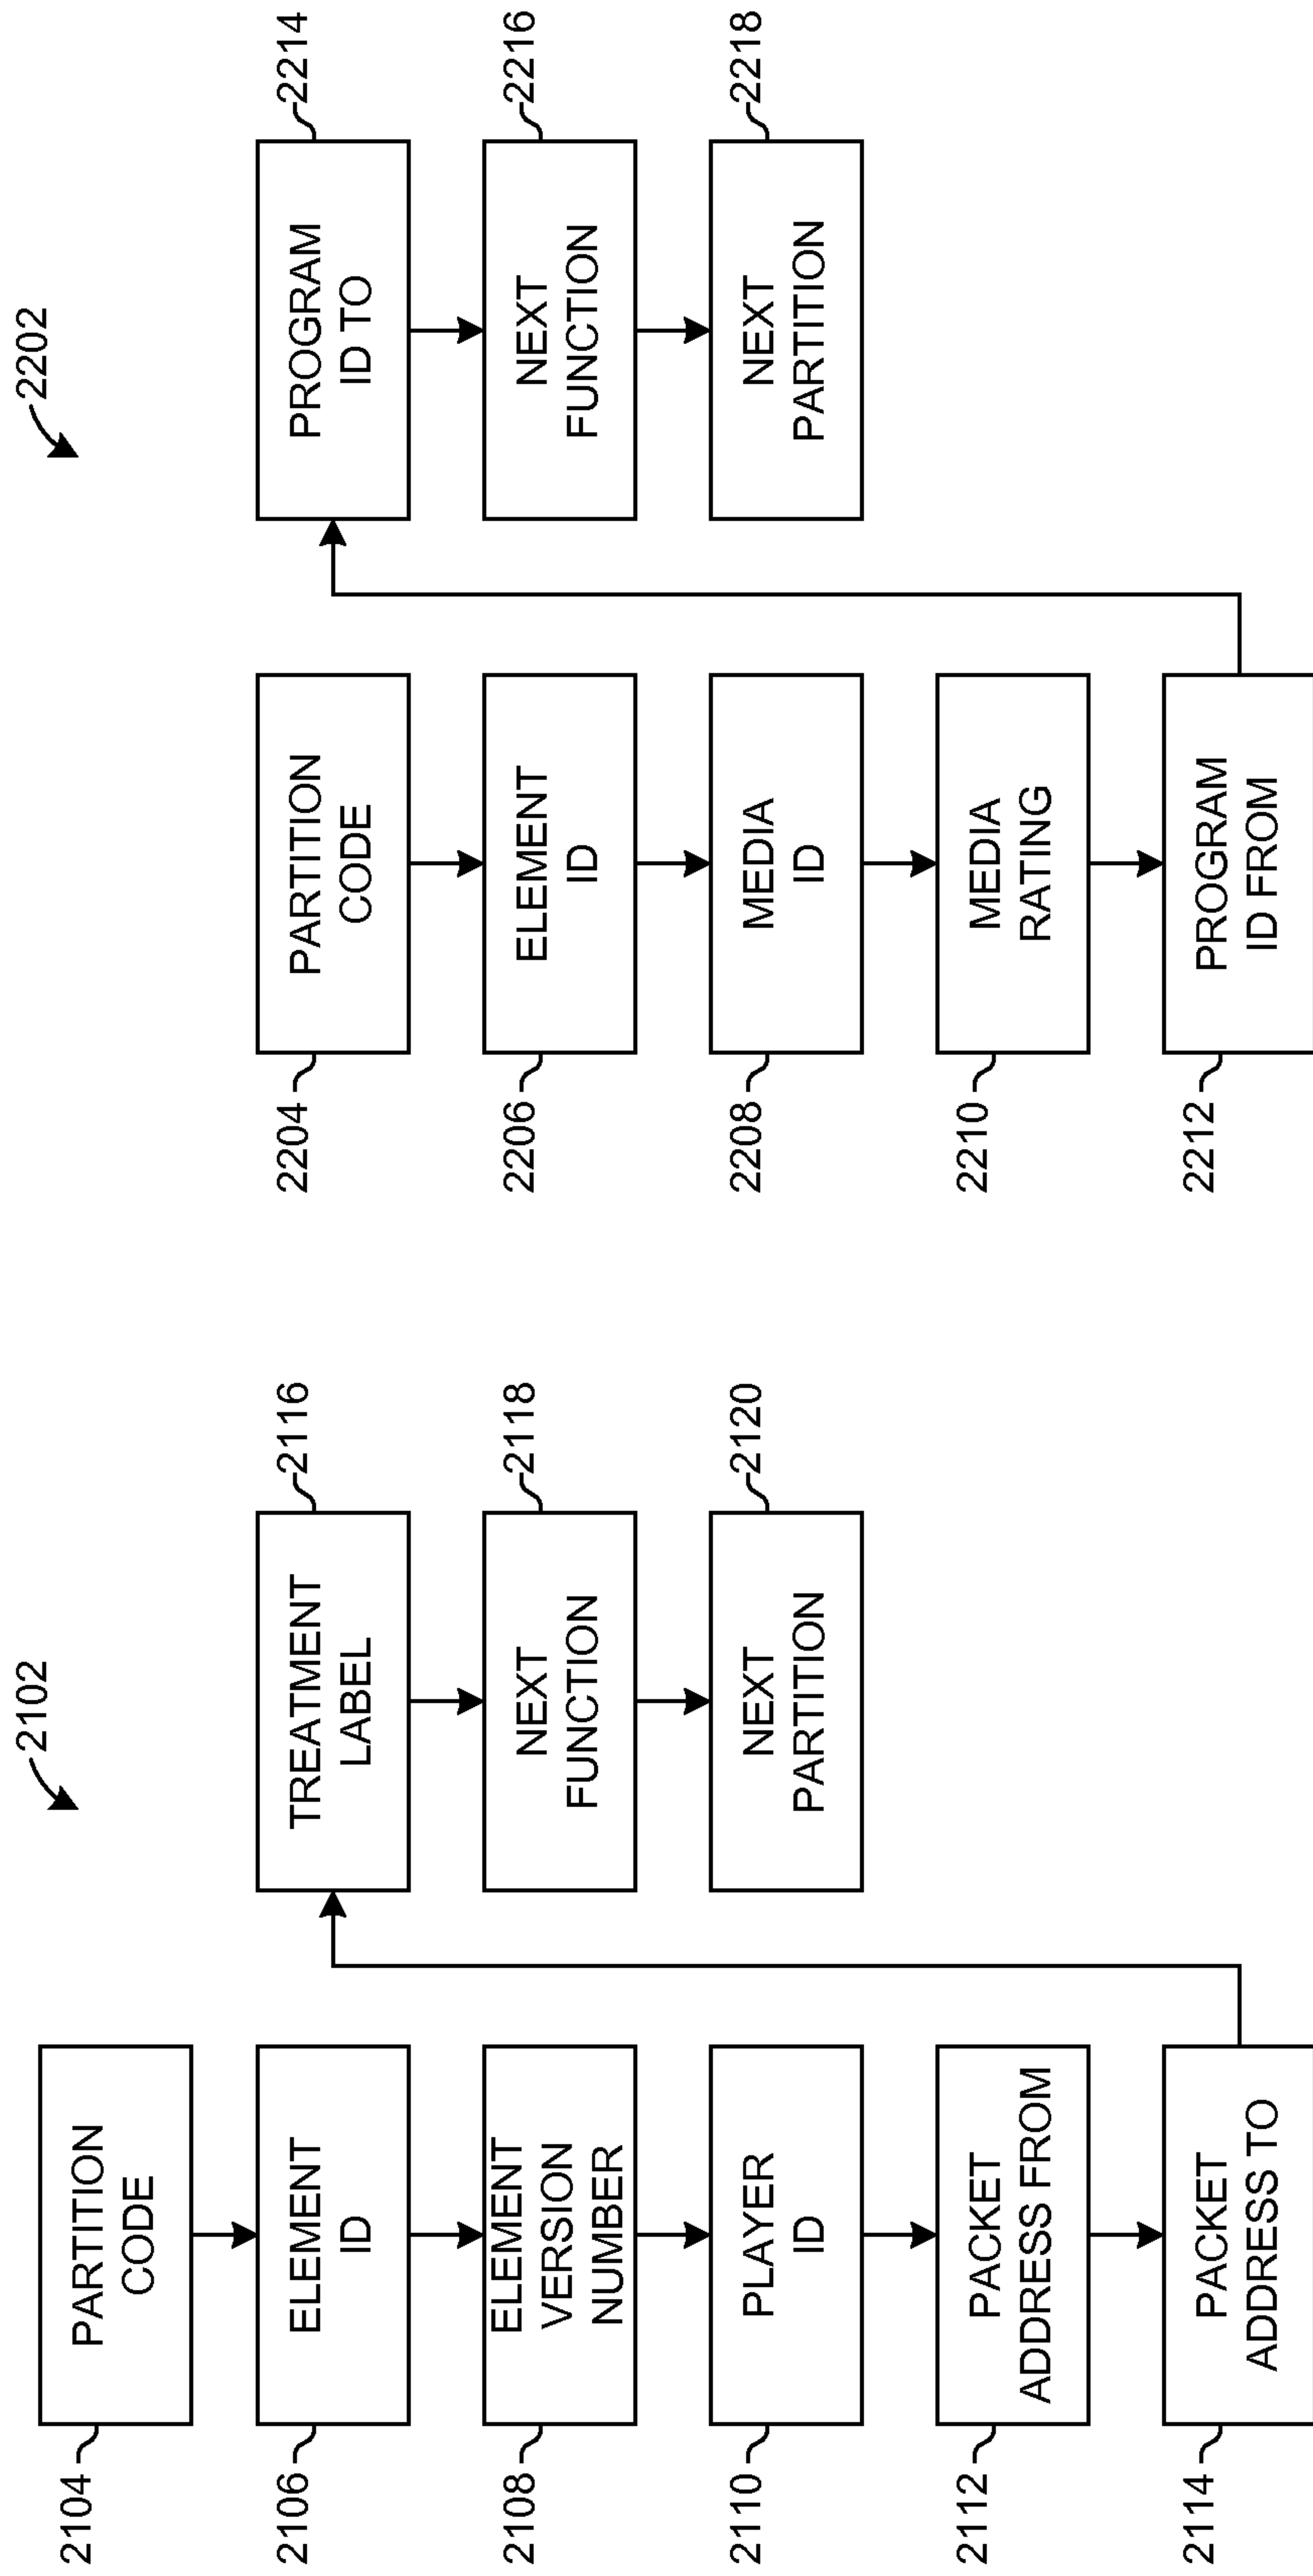 2102
2104
PARTITION
CODE
2106
ELEMENT
ID
2108
ELEMENT
VERSION
NUMBER
2110
PLAYER
ID
2112
PACKET
ADDRESS FROM
2114
PACKET
ADDRESS TO
TREATMENT
LABEL
2116
NEXT
FUNCTION
2118
NEXT
PARTITION
2120
2202
2204
PARTITION
CODE
2206
ELEMENT
ID
2208
MEDIA
ID
2210
MEDIA
RATING
2212
PROGRAM
ID FROM
PROGRAM
ID TO
2214
NEXT
FUNCTION
2216
NEXT
PARTITION
2218